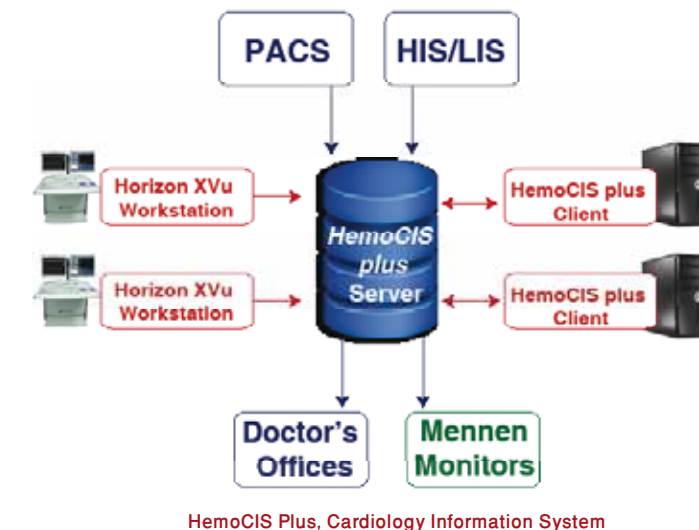 PACS
HIS/LIS
Horizon XVu
Workstation
HemoCIS plus
Client
HemoCIS
plus
Server
Horizon XVu
Workstation
HemoCIS plus
Client
Doctor's
Offices
Mennen
Monitors
HemoCIS Plus, Cardiology Information System